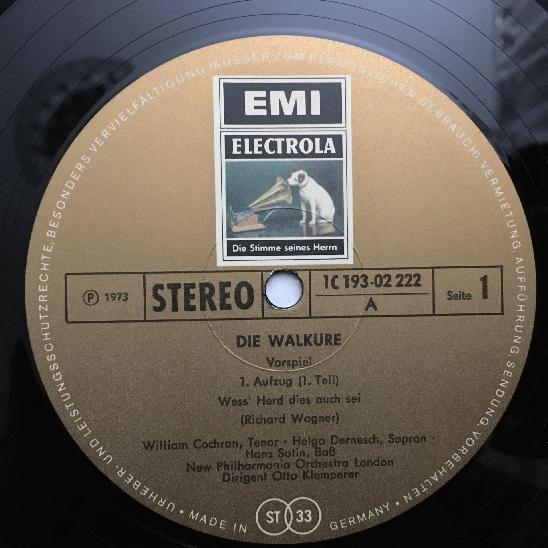 EMI
ELECTROLA
Die Stimme seines Herrn
Ⓟ 1973
STEREO
1C 193-02 222
A
Seite 1
DIE WALKURE
Vorspiel
1. Aufzug (1. Teil)
Wess' Herd dies auch sei
(Richard Wagner)
William Cochran, Tenor · Helga Dernesch, Sopran ·
Hans Sotin, Baß
New Philharmonia Orchestra London
Dirigent Otto Klemperer
URHEBER- UND LEISTUNGSSCHUTZRECHTE, BESONDERS VERVIELFÄLTIGUNG (AUSSER ZUM PERSÖNLICHEN GEBRAUCH), VERMIETUNG, AUFFÜHRUNG, SENDUNG, VORBEHALTEN.
• MADE IN ST 33 GERMANY •